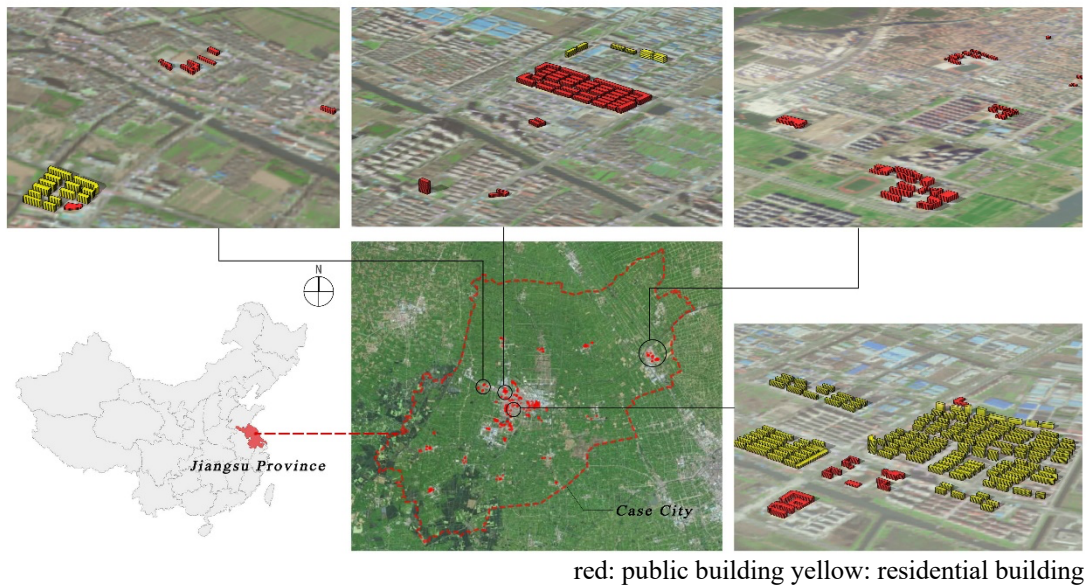 N
Jiangsu Province
Case City
red: public building yellow: residential building